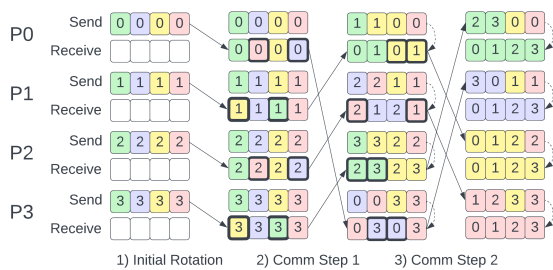 P0 Send 0 0 0 0 0 0 0 0 1 1 0 0 2 3 0 0
Receive 0 0 0 0 0 1 0 1 0 1 2 3
P1 Send 1 1 1 1 1 1 1 1 2 2 1 1 3 0 1 1
Receive 1 1 1 1 2 1 2 1 0 1 2 3
P2 Send 2 2 2 2 2 2 2 2 3 3 2 2 0 1 2 2
Receive 2 2 2 2 2 3 2 3 0 1 2 3
P3 Send 3 3 3 3 3 3 3 3 0 0 3 3 1 2 3 3
Receive 3 3 3 3 0 3 0 3 0 1 2 3
1) Initial Rotation 2) Comm Step 1 3) Comm Step 2